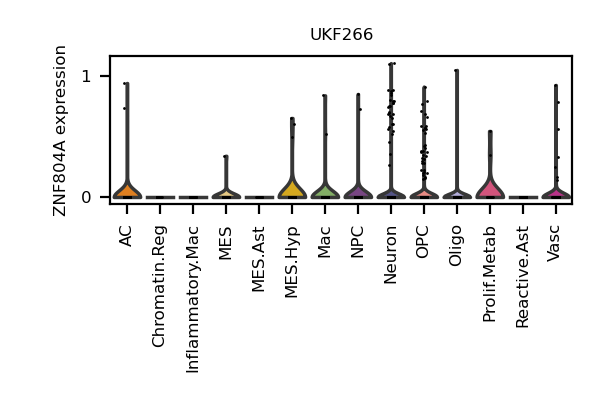 UKF266
ZNF804A expression
1
0
AC
Chromatin.Reg
Inflammatory.Mac
MES
MES.Ast
MES.Hyp
Mac
NPC
Neuron
OPC
Oligo
Prolif.Metab
Reactive.Ast
Vasc